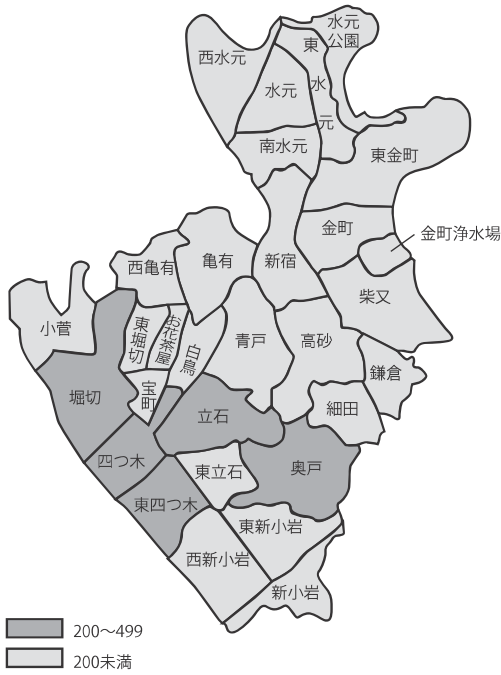 水元
公園
西水元
東
水
元
水元
南水元
東金町
金町
金町浄水場
新宿
柴又
亀有
西亀有
小菅
東堀切
お花茶屋
白鳥
青戸
高砂
鎌倉
宝町
堀切
立石
細田
四つ木
東立石
奥戸
東四つ木
東新小岩
西新小岩
新小岩
200～499
200未満